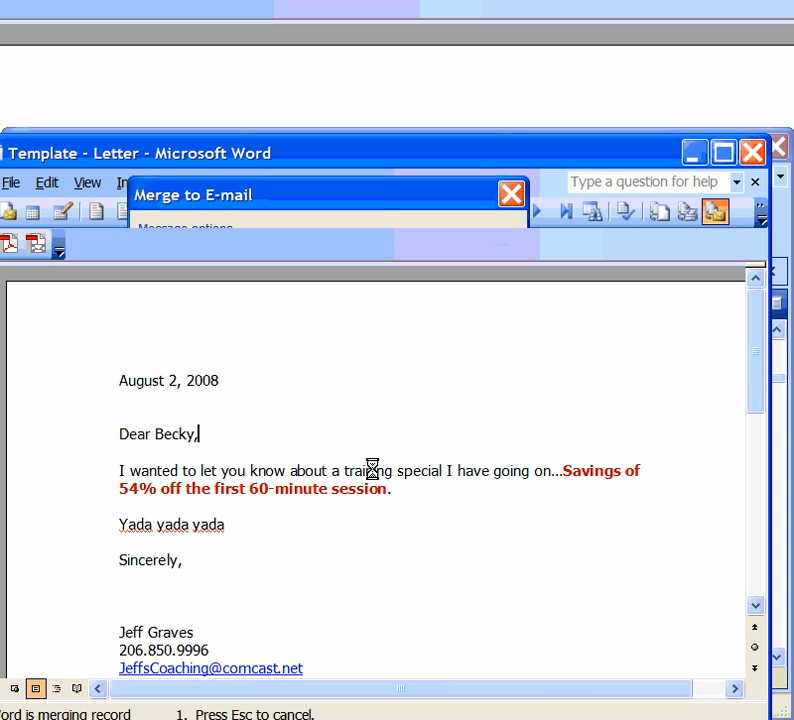 Template - Letter - Microsoft Word
File Edit View
Type a question for help
Merge to E-mail
Message options
August 2, 2008
Dear Becky,
I wanted to let you know about a training special I have going on...Savings of
54% off the first 60-minute session.
Yada yada yada
Sincerely,
Jeff Graves
206.850.9996
JeffsCoaching@comcast.net
is merging record 1. Press Esc to cancel.